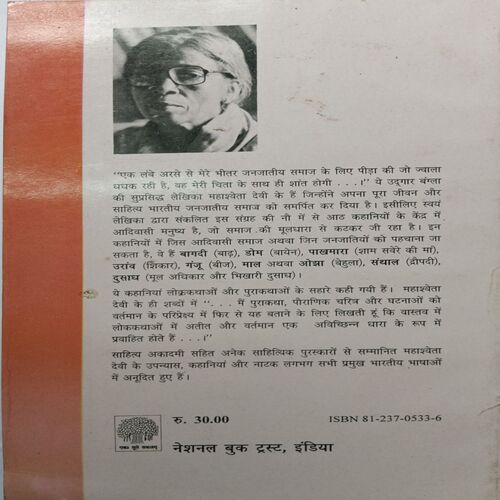 "एक लंबे अरसे से मेरे भीतर जनजातीय समाज के लिए पीड़ा की जो ज्वाला
धधक रही है, वह मेरी चिता के साथ ही शांत होगी . . .।" ये उद्गार बंग्ला
की सुप्रसिद्ध लेखिका महाश्वेता देवी के हैं जिन्होंने अपना पूरा जीवन और
साहित्य भारतीय जनजातीय समाज को समर्पित कर दिया है। इसीलिए स्वयं
लेखिका द्वारा संकलित इस संग्रह की नौ में से आठ कहानियों के केंद्र में
आदिवासी मनुष्य है, जो समाज की मूलधारा से कटकर जी रहा है। इन
कहानियों में जिस आदिवासी समाज अथवा जिन जनजातियों को पहचाना जा
सकता है, वे हैं बागदी (बाढ़), डोम (बायेन), पाखमारा (शाम सवेरे की मां),
उरांव (शिकार), गंजू (बीज), माल अथवा ओझा (बेहुला), संथाल (द्रौपदी),
दुसाध (मूल अधिकार और भिखारी दुसाध)।
ये कहानियां लोककथाओं और पुराकथाओं के सहारे कही गयी हैं। महाश्वेता
देवी के ही शब्दों में ". . . मैं पुराकथा, पौराणिक चरित्र और घटनाओं को
वर्तमान के परिप्रेक्ष्य में फिर से यह बताने के लिए लिखती हूं कि वास्तव में
लोककथाओं में अतीत और वर्तमान एक अविच्छिन्न धारा के रूप में
प्रवाहित होते हैं . . .।"
साहित्य अकादमी सहित अनेक साहित्यिक पुरस्कारों से सम्मानित महाश्वेता
देवी के उपन्यास, कहानियां और नाटक लगभग सभी प्रमुख भारतीय भाषाओं
में अनूदित हुए हैं।
रु. 30.00
ISBN 81-237-0533-6
एकः सूते सकलम्
नेशनल बुक ट्रस्ट, इंडिया